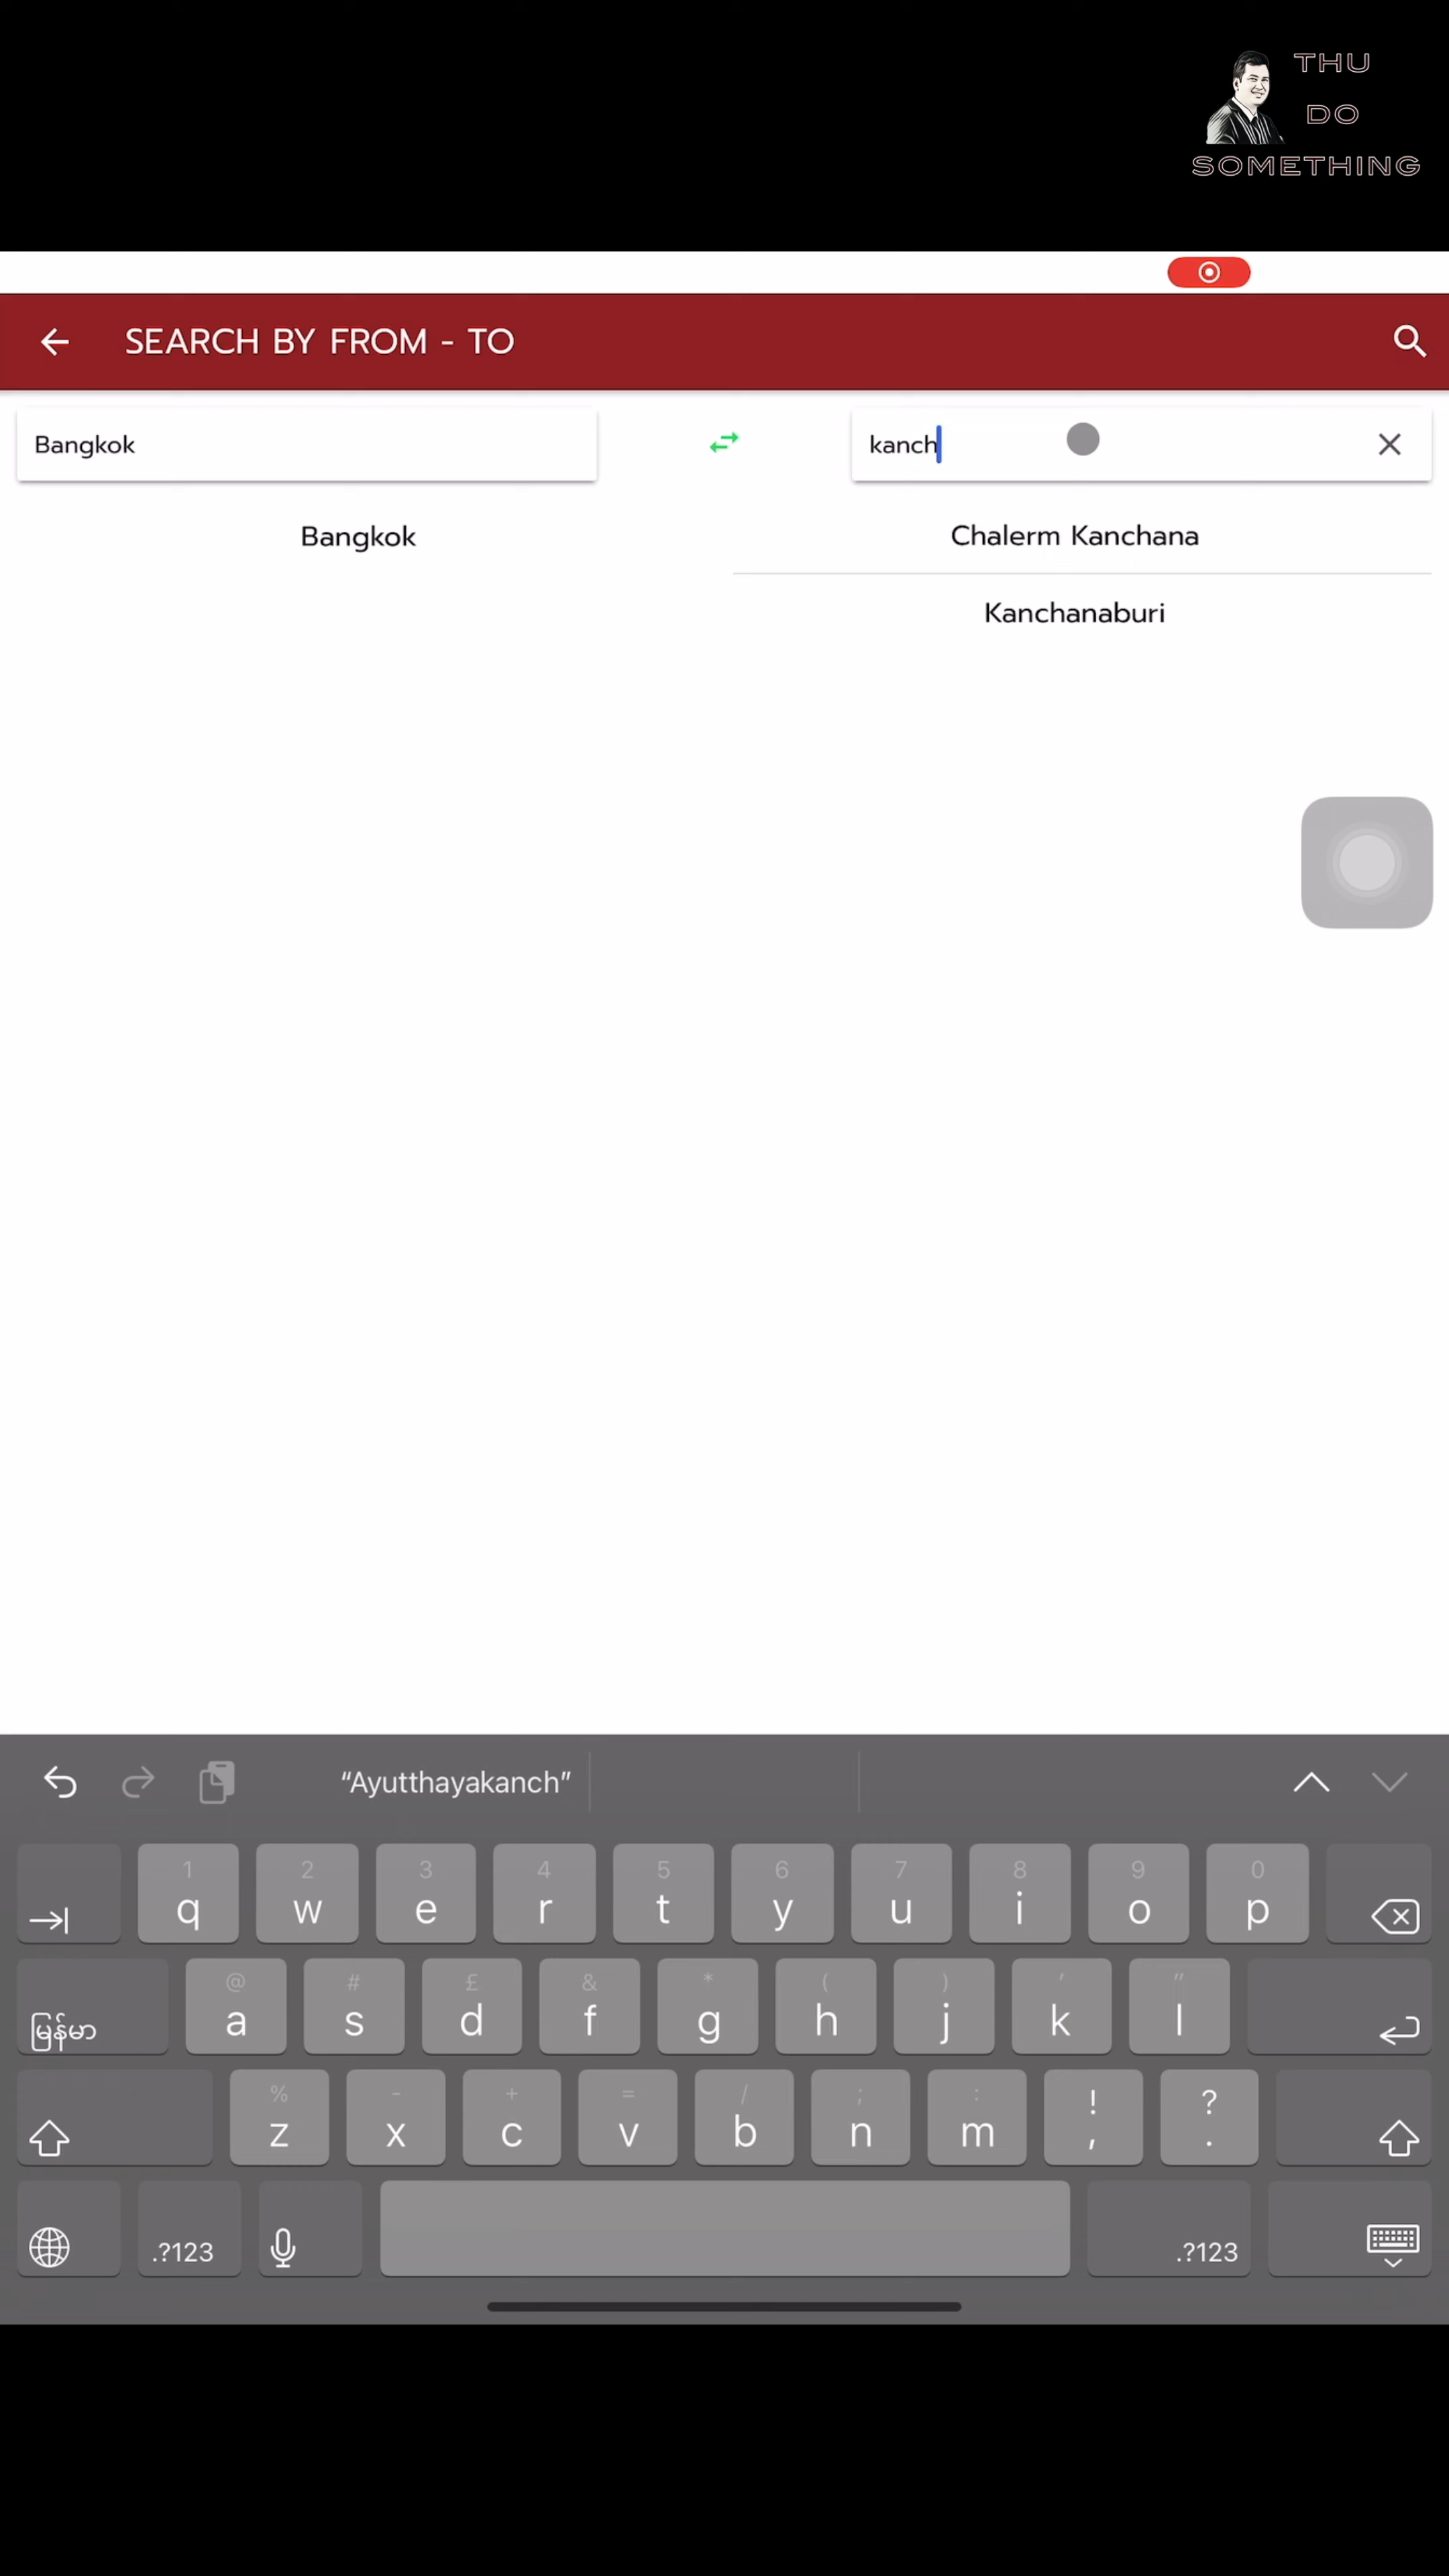 THU
DO
SOMETHING
SEARCH BY FROM - TO
Bangkok
kanch
Bangkok
Chalerm Kanchana
Kanchanaburi
“Ayutthayakanch”
1 2 3 4 5 6 7 8 9 0
q w e r t y u i o p
@ # £ & * ( ) ' "
မြန်မာ a s d f g h j k l
% - + = / ; : ! ?
z x c v b n m , .
.?123 .?123